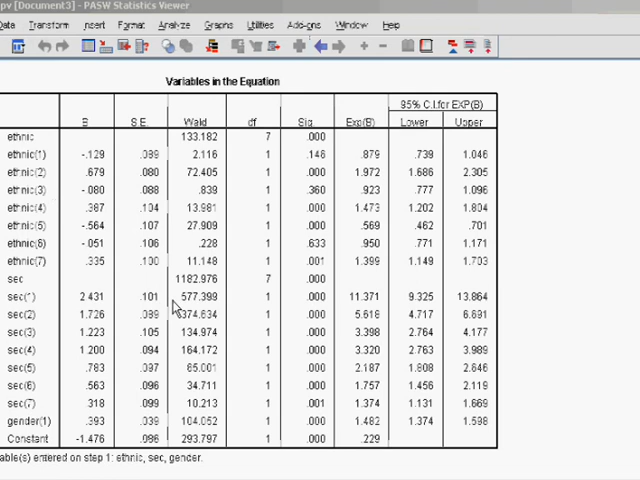 pv [Document3] - PASW Statistics Viewer
Data Transform Insert Format Analyze Graphs Utilities Add-ons Window Help
Variables in the Equation
95% C.I.for EXP(B)
B S.E. Wald df Sig. Exp(B) Lower Upper
ethnic 133.182 7 .000
ethnic(1) -.129 .089 2.116 1 .146 .879 .739 1.046
ethnic(2) .679 .080 72.405 1 .000 1.972 1.686 2.305
ethnic(3) -.080 .088 .839 1 .360 .923 .777 1.096
ethnic(4) .387 .104 13.981 1 .000 1.473 1.202 1.804
ethnic(5) -.564 .107 27.909 1 .000 .569 .462 .701
ethnic(6) -.051 .106 .228 1 .633 .950 .771 1.171
ethnic(7) .335 .100 11.148 1 .001 1.399 1.149 1.703
sec 1182.976 7 .000
sec(1) 2.431 .101 577.399 1 .000 11.371 9.325 13.864
sec(2) 1.726 .089 374.634 1 .000 5.618 4.717 6.691
sec(3) 1.223 .105 134.974 1 .000 3.398 2.764 4.177
sec(4) 1.200 .094 164.172 1 .000 3.320 2.763 3.989
sec(5) .783 .097 65.001 1 .000 2.187 1.808 2.646
sec(6) .563 .096 34.711 1 .000 1.757 1.456 2.119
sec(7) .318 .099 10.213 1 .001 1.374 1.131 1.669
gender(1) .393 .039 104.052 1 .000 1.482 1.374 1.598
Constant -1.476 .086 293.797 1 .000 .229
able(s) entered on step 1: ethnic, sec, gender.